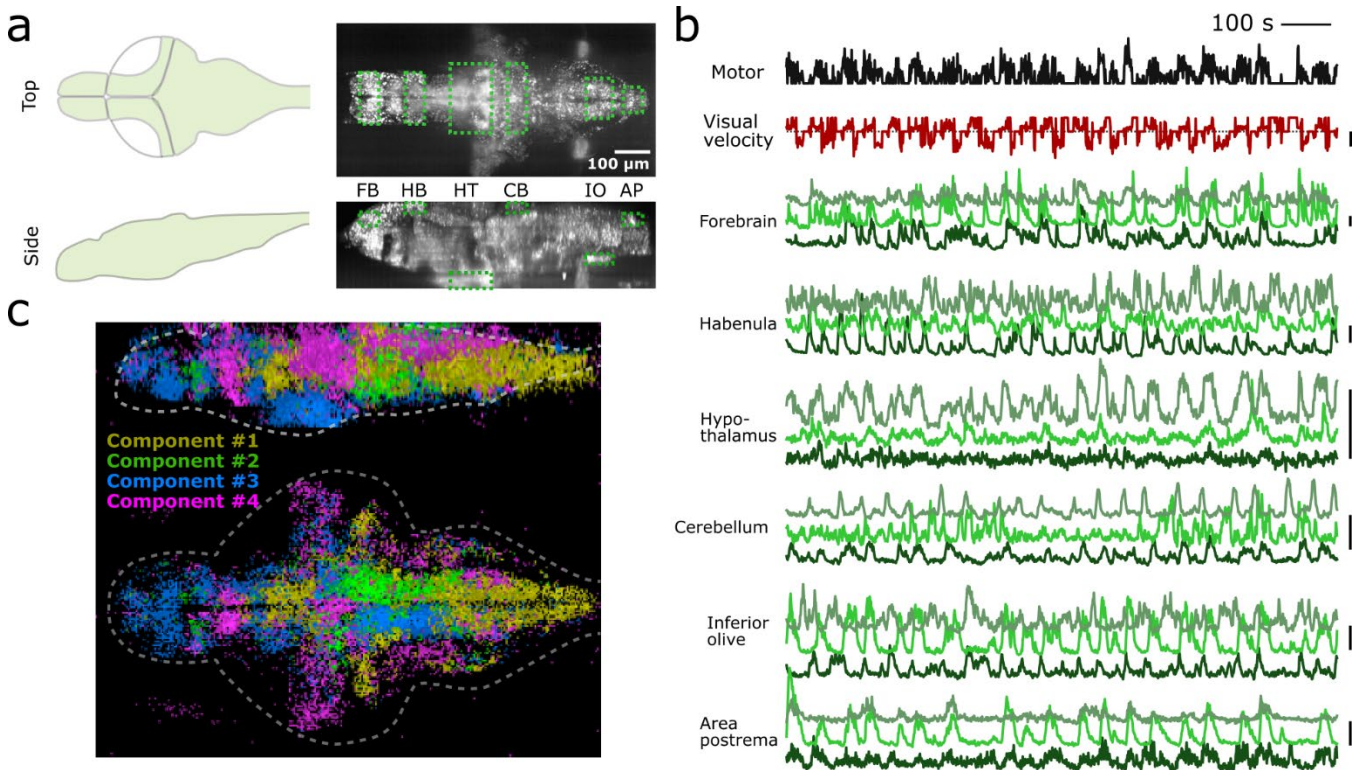 a
Top
Side
100 μm
FB HB HT CB IO AP
b
100 s
Motor
Visual
velocity
Forebrain
Habenula
Hypo-
thalamus
Cerebellum
Inferior
olive
Area
postrema
c
Component #1
Component #2
Component #3
Component #4